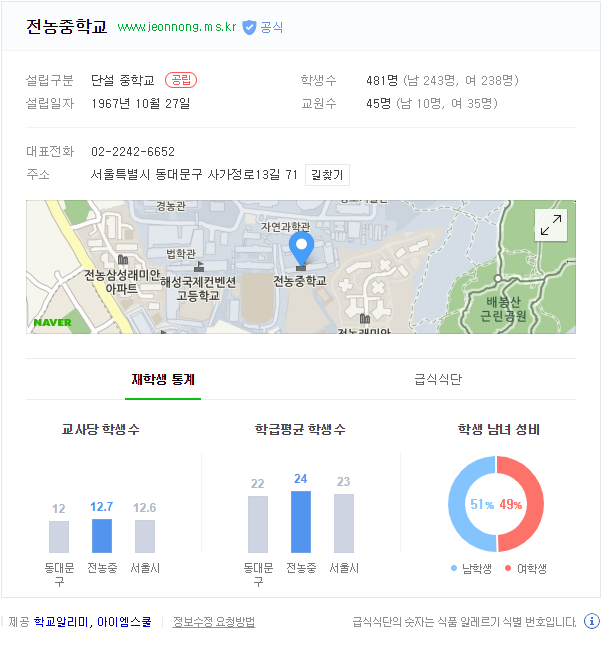 전농중학교 www.jeonnong.ms.kr 공식
설립구분 단설 중학교 공립 학생수 481명 (남 243명, 여 238명)
설립일자 1967년 10월 27일 교원수 45명 (남 10명, 여 35명)
대표전화 02-2242-6652
주소 서울특별시 동대문구 사가정로13길 71 길찾기
경농관
자연과학관
법학관
전농삼성래미안
아파트
해성국제컨벤션
고등학교
전농중학교
배봉산
근린공원
전농래미안
NAVER
재학생 통계 급식식단
교사당 학생수 학급평균 학생수 학생 남녀 성비
12 12.7 12.6 22 24 23 51% 49%
동대문구 전농중 서울시 동대문구 전농중 서울시 남학생 여학생
제공 학교알리미, 아이엠스쿨 정보수정 요청방법 급식식단의 숫자는 식품 알레르기 식별 번호입니다.